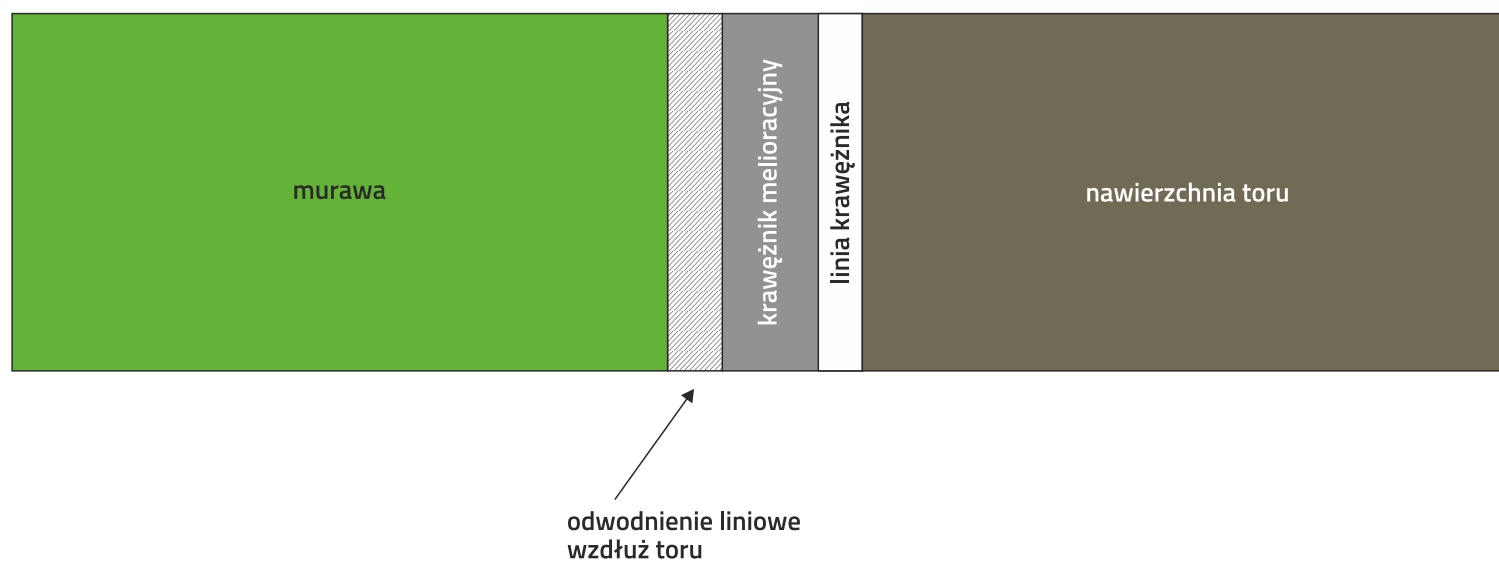 murawa
krawężnik melioracyjny
linia krawężnika
nawierzchnia toru
odwodnienie liniowe
wzdłuż toru